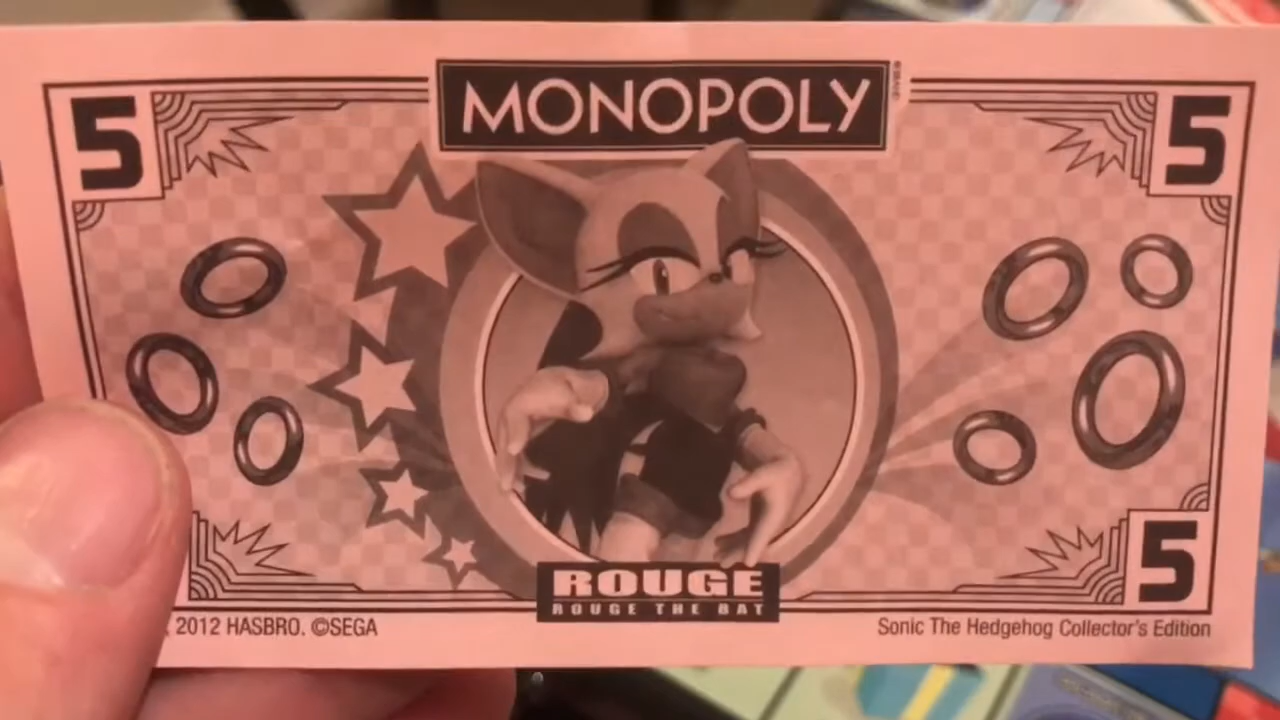 MONOPOLY
5
5
ROUGE
ROUGE THE BAT
5
2012 HASBRO. ©SEGA
Sonic The Hedgehog Collector's Edition